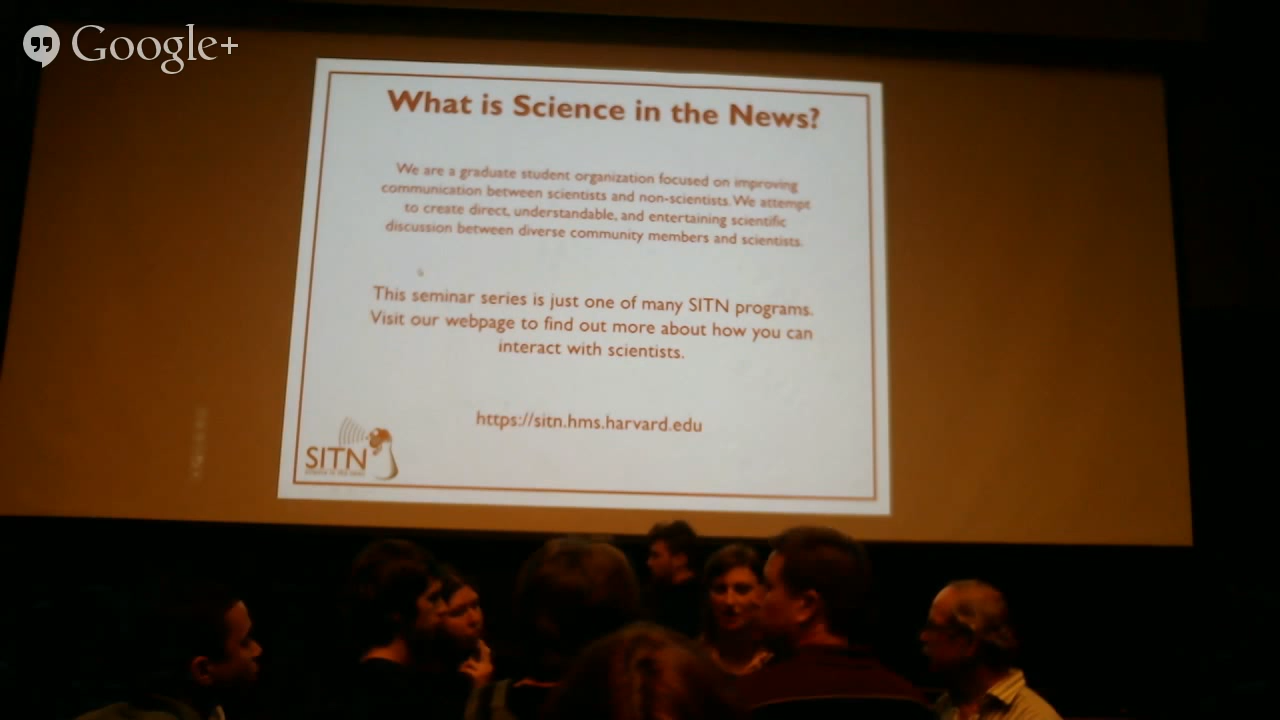 Google+
What is Science in the News?
We are a graduate student organization focused on improving
communication between scientists and non-scientists. We attempt
to create direct, understandable, and entertaining scientific
discussion between diverse community members and scientists.
This seminar series is just one of many SITN programs.
Visit our webpage to find out more about how you can
interact with scientists.
https://sitn.hms.harvard.edu
SITN